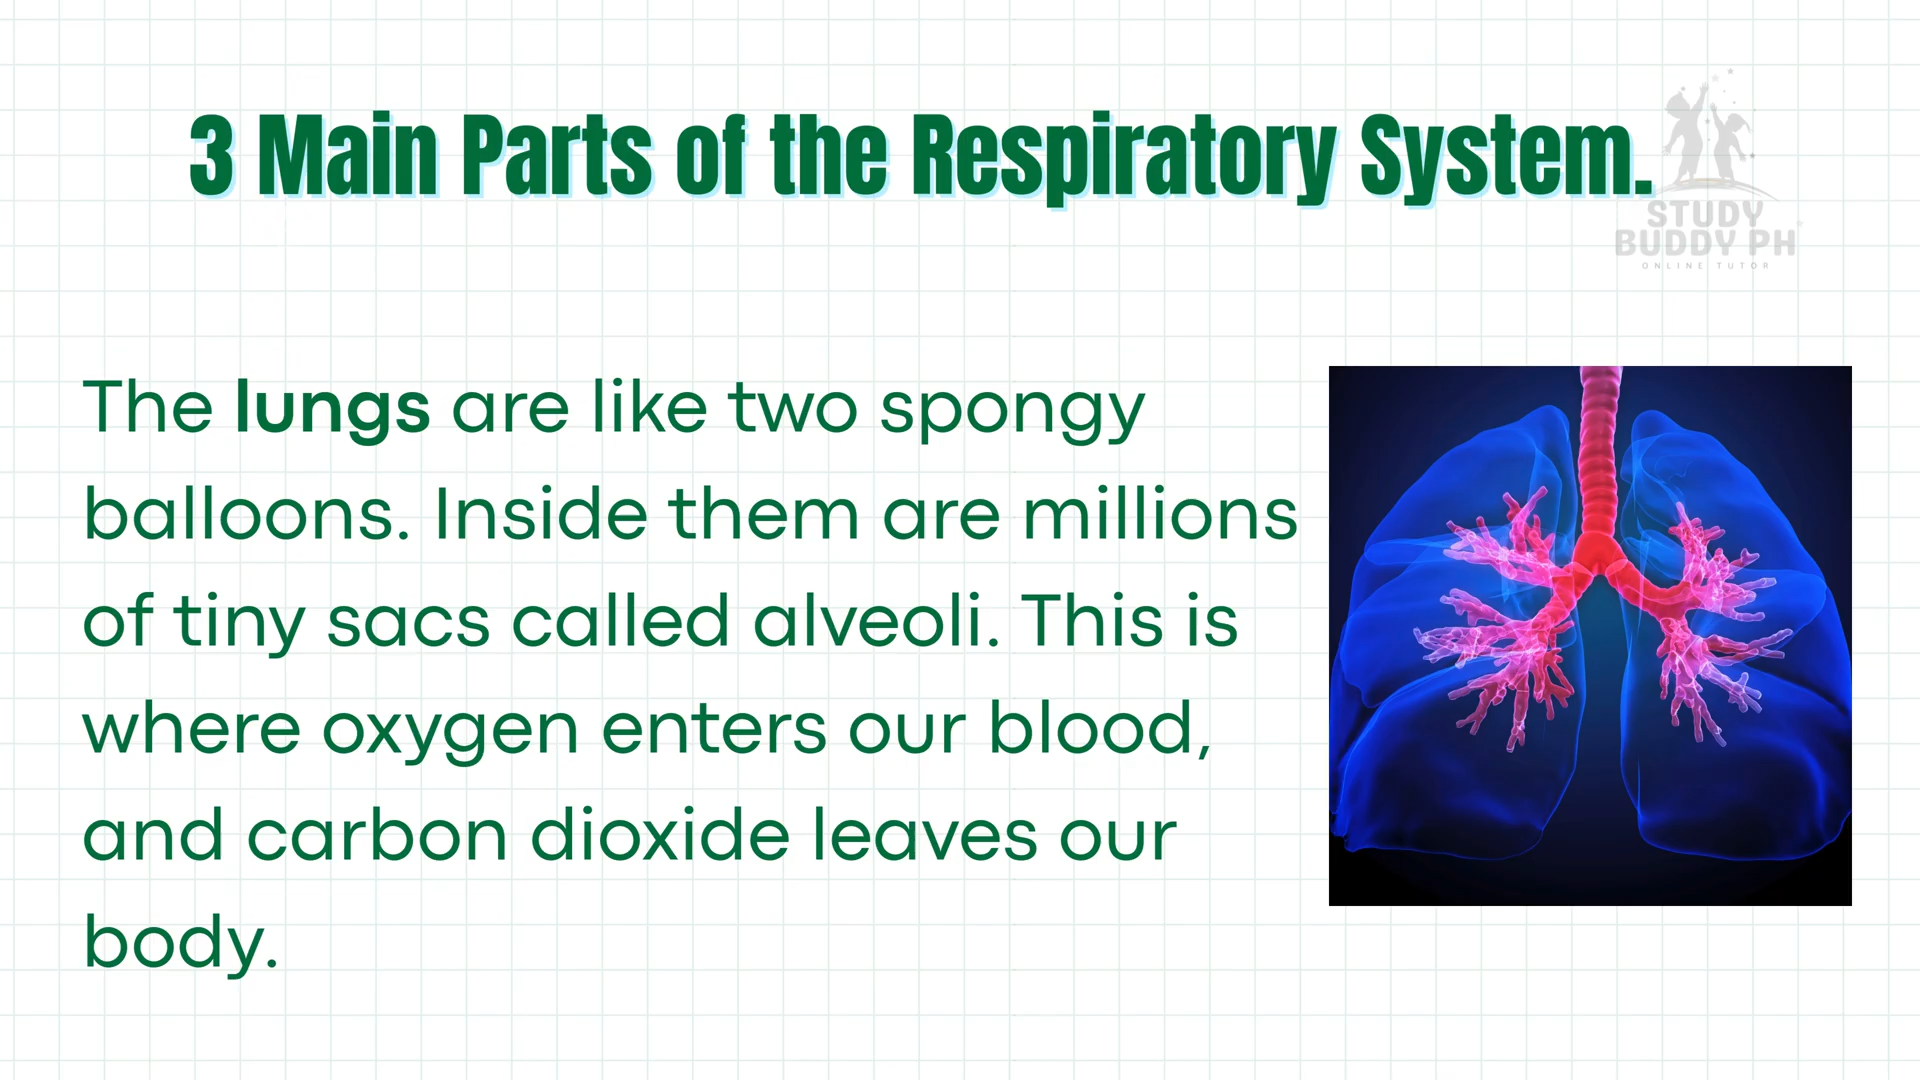 3 Main Parts of the Respiratory System.
STUDY
BUDDY PH
ONLINE TUTOR
The lungs are like two spongy
balloons. Inside them are millions
of tiny sacs called alveoli. This is
where oxygen enters our blood,
and carbon dioxide leaves our
body.